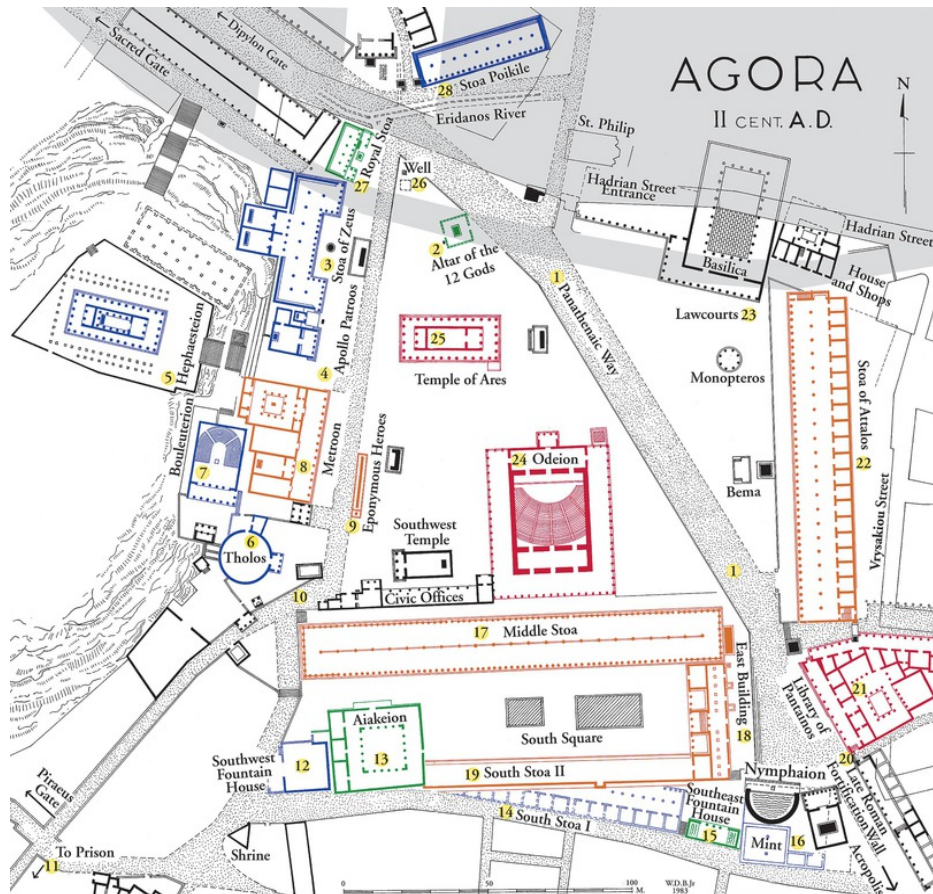 AGORA
II CENT. A.D.
N
Dipylon Gate
Sacred Gate
28 Stoa Poikile
Eridanos River
St. Philip
Hadrian Street
Entrance
Hadrian Street
House
and Shops
Basilica
Lawcourts 23
Royal Stoa
27
Well
26
2
Altar of the
12 Gods
1
Panathenaic Way
3
Stoa of Zeus
4
Apollo Patroos
5
Hephaesteion
25
Temple of Ares
Monopteros
Stoa of Attalos
22
Vrysakiou Street
Bouleuterion
7
8
Metroon
9
Eponymous Heroes
24 Odeion
Bema
6
Tholos
Southwest
Temple
10
Civic Offices
1
17 Middle Stoa
East Building
18
Library of
Pantainos
21
20
Aiakeion
13
South Square
Southwest
Fountain
House
12
19 South Stoa II
14 South Stoa I
Southeast
Fountain
House
15
Nymphaion
Mint
16
Late Roman
Fortification Wall
Acropolis
Piraeus
Gate
To Prison
11
Shrine
0 50 100
M.
W.D.B.Jr
1983